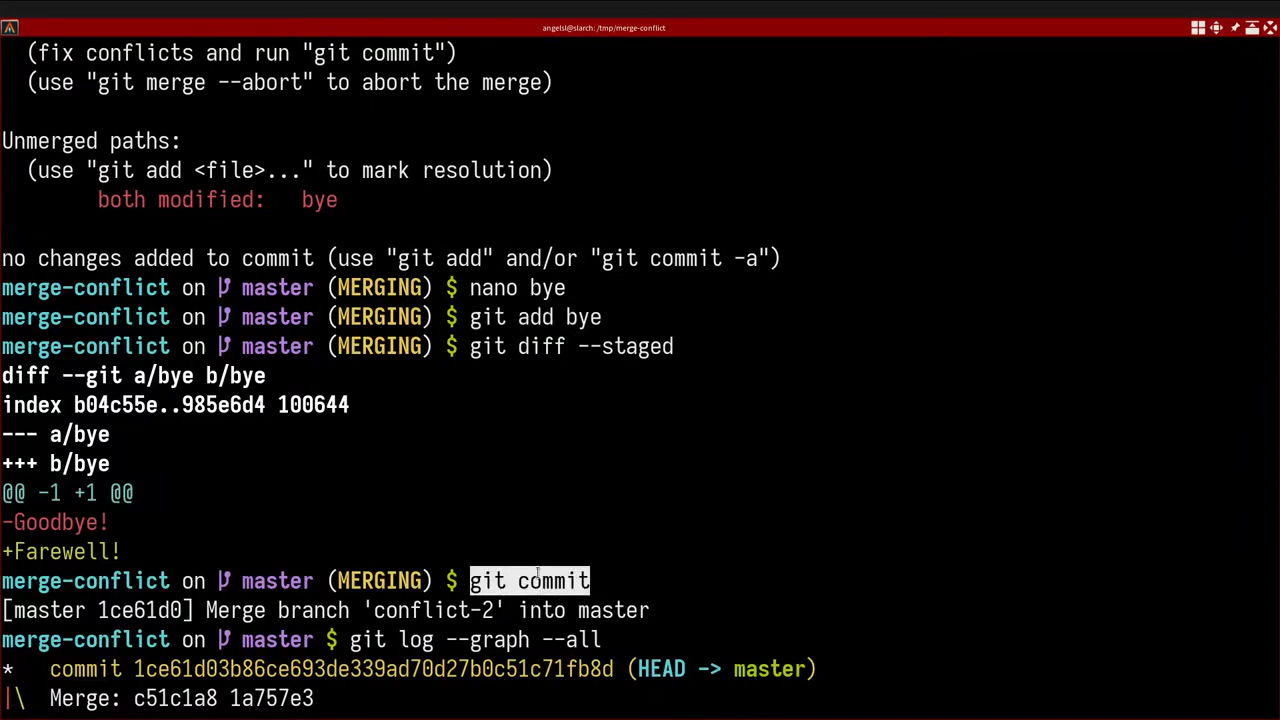 angelsl@slarch: /tmp/merge-conflict
(fix conflicts and run "git commit")
(use "git merge --abort" to abort the merge)
Unmerged paths:
(use "git add <file>..." to mark resolution)
both modified:   bye
no changes added to commit (use "git add" and/or "git commit -a")
merge-conflict on master (MERGING) $ nano bye
merge-conflict on master (MERGING) $ git add bye
merge-conflict on master (MERGING) $ git diff --staged
diff --git a/bye b/bye
index b04c55e..985e6d4 100644
--- a/bye
+++ b/bye
@@ -1 +1 @@
-Goodbye!
+Farewell!
merge-conflict on master (MERGING) $ git commit
[master 1ce61d0] Merge branch 'conflict-2' into master
merge-conflict on master $ git log --graph --all
*   commit 1ce61d03b86ce693de339ad70d27b0c51c71fb8d (HEAD -> master)
|\  Merge: c51c1a8 1a757e3